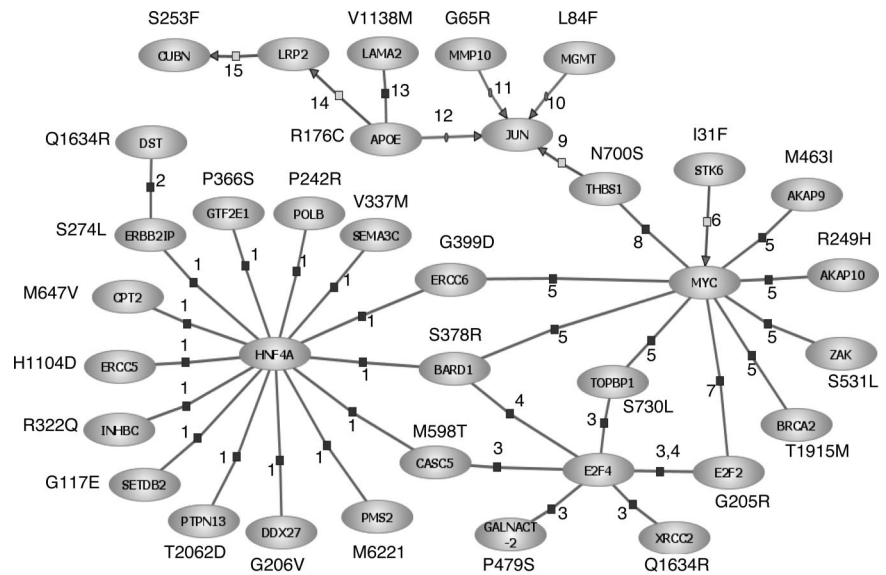 S253F
V1138M
G65R
L84F
CUBN
15
LRP2
LAMA2
MMP10
MGMT
14
13
11
10
12
R176C
APOE
JUN
9
Q1634R
DST
N700S
I31F
THBS1
STK6
M463I
AKAP9
2
P366S
P242R
GTF2E1
POLB
V337M
S274L
ERBB2IP
SEMA3C
8
6
5
1
1
1
1
G399D
R249H
M647V
CPT2
ERCC6
5
MYC
5
AKAP10
1
1
S378R
5
5
5
5
H1104D
1
HNF4A
ERCC5
1
BARD1
ZAK
S531L
TOPBP1
S730L
7
R322Q
1
INHBC
1
4
3
BRCA2
T1915M
1
M598T
CASC5
3
E2F4
3,4
E2F2
G205R
G117E
SETDB2
1
1
1
PTPN13
DDX27
PMS2
GALNACT
-2
3
3
XRCC2
T2062D
G206V
M6221
P479S
Q1634R